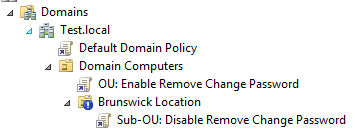 Domains
Test.local
Default Domain Policy
Domain Computers
OU: Enable Remove Change Password
Brunswick Location
Sub-OU: Disable Remove Change Password